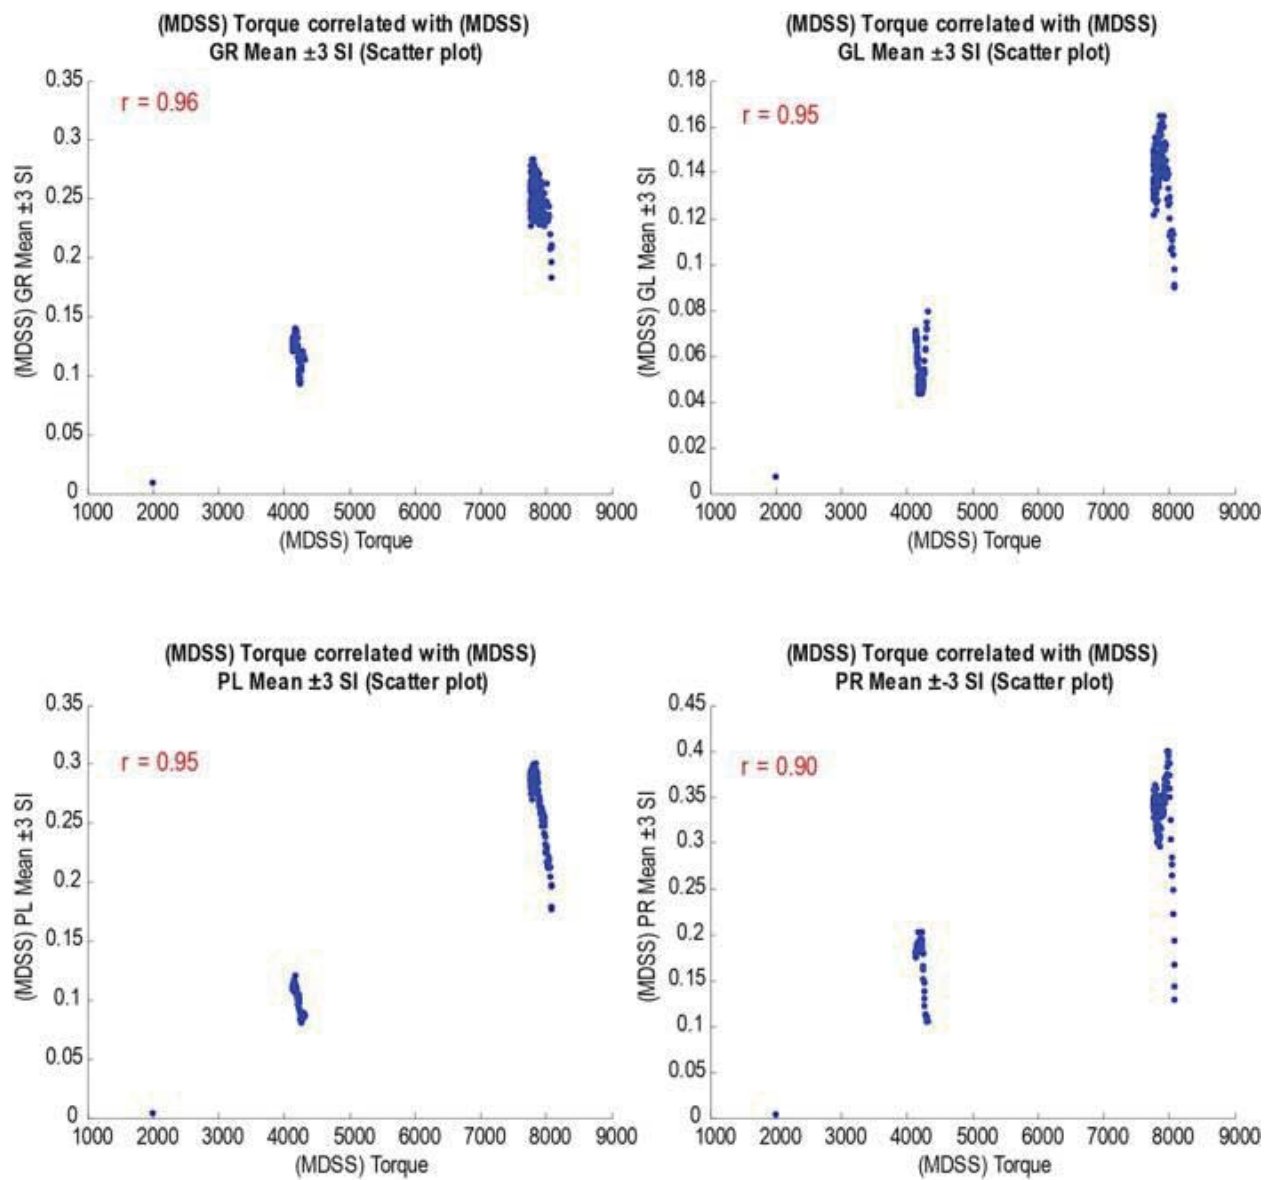 (MDSS) Torque correlated with (MDSS)
GR Mean ±3 SI (Scatter plot)
r = 0.96
(MDSS) GR Mean ±3 SI
0.35
0.3
0.25
0.2
0.15
0.1
0.05
0
1000 2000 3000 4000 5000 6000 7000 8000 9000
(MDSS) Torque
(MDSS) Torque correlated with (MDSS)
GL Mean ±3 SI (Scatter plot)
r = 0.95
(MDSS) GL Mean ±3 SI
0.18
0.16
0.14
0.12
0.1
0.08
0.06
0.04
0.02
0
1000 2000 3000 4000 5000 6000 7000 8000 9000
(MDSS) Torque
(MDSS) Torque correlated with (MDSS)
PL Mean ±3 SI (Scatter plot)
r = 0.95
(MDSS) PL Mean ±3 SI
0.35
0.3
0.25
0.2
0.15
0.1
0.05
0
1000 2000 3000 4000 5000 6000 7000 8000 9000
(MDSS) Torque
(MDSS) Torque correlated with (MDSS)
PR Mean ±-3 SI (Scatter plot)
r = 0.90
(MDSS) PR Mean ±3 SI
0.45
0.4
0.35
0.3
0.25
0.2
0.15
0.1
0.05
0
1000 2000 3000 4000 5000 6000 7000 8000 9000
(MDSS) Torque